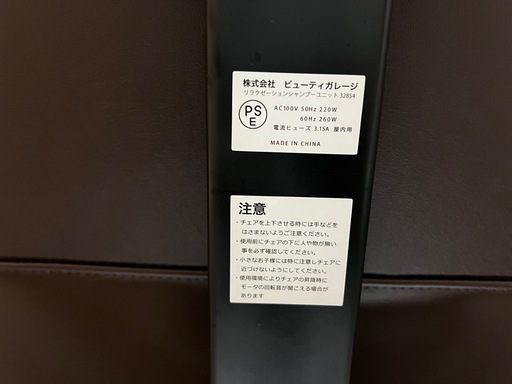 株式会社 ビューティガレージ
リラクゼーションシャンプーユニット 32854
PS
E
AC100V 50Hz 220W
60Hz 260W
電流ヒューズ 3.15A 屋内用
MADE IN CHINA
注意
・チェアを上下させる時には手などを
はさまないようご注意ください。
・使用前にチェアの下に人や物が無い
事を必ず確認してください。
・小さなお子様には特に注意しチェアに
近づけないようにしてください。
・使用環境によりチェアの昇降時に
モータの回転音が聞こえる場合が
あります